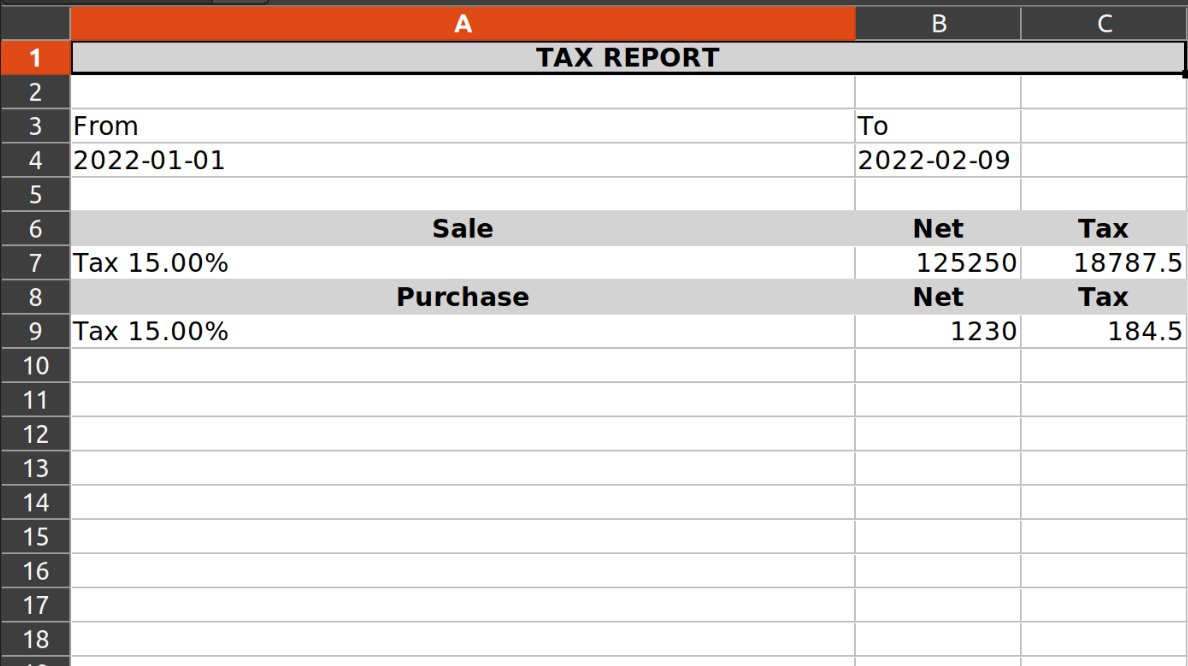 A B C
1 TAX REPORT
2
3 From To
4 2022-01-01 2022-02-09
5
6 Sale Net Tax
7 Tax 15.00% 125250 18787.5
8 Purchase Net Tax
9 Tax 15.00% 1230 184.5
10
11
12
13
14
15
16
17
18